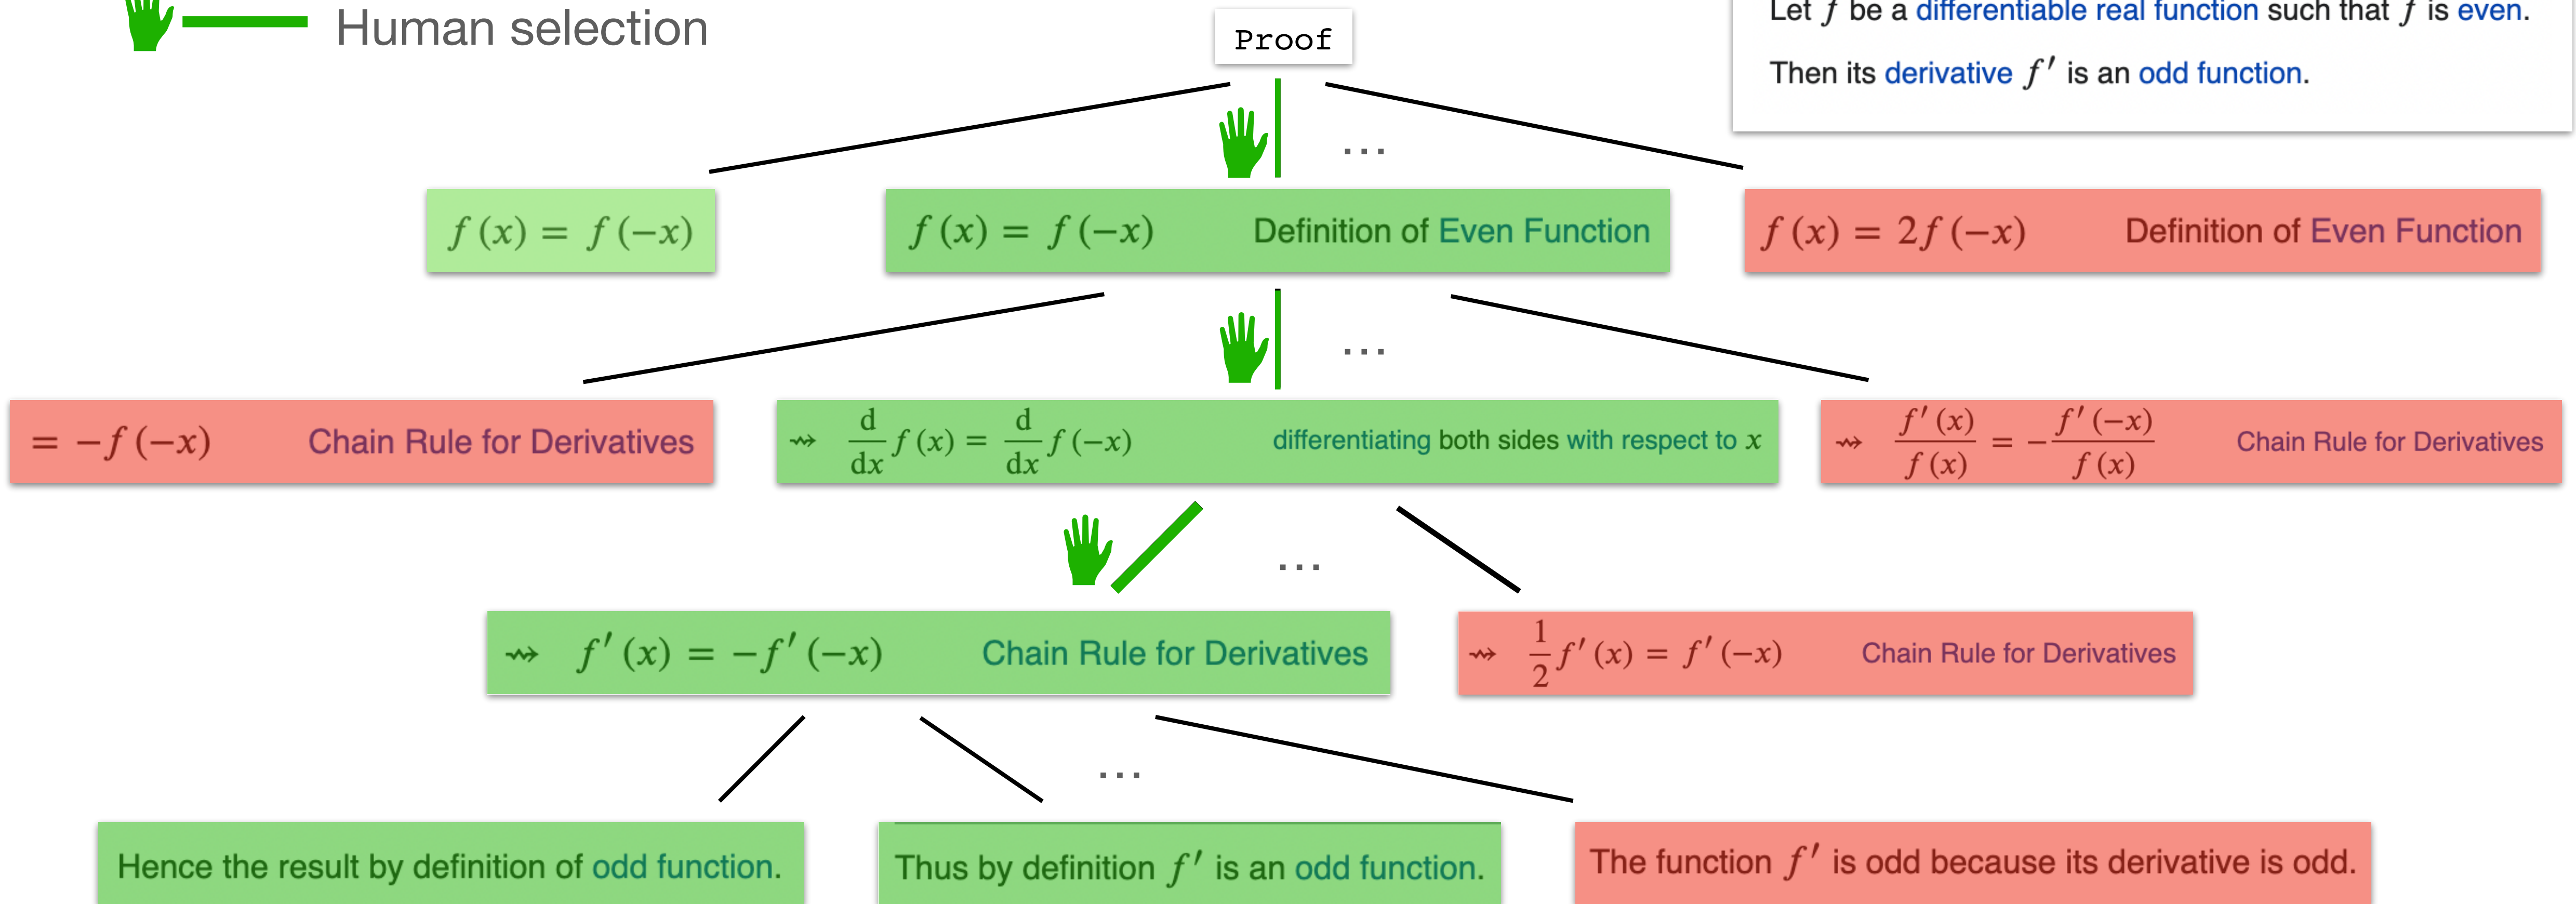 Human selection
Proof
Let f be a differentiable real function such that f is even.
Then its derivative f′ is an odd function.
...
f (x) = f (−x)
f (x) = f (−x) Definition of Even Function
f (x) = 2f (−x) Definition of Even Function
...
= −f (−x) Chain Rule for Derivatives
⇝ d/dx f (x) = d/dx f (−x) differentiating both sides with respect to x
⇝ f′ (x)/f (x) = − f′ (−x)/f (x) Chain Rule for Derivatives
...
⇝ f′ (x) = −f′ (−x) Chain Rule for Derivatives
⇝ 1/2 f′ (x) = f′ (−x) Chain Rule for Derivatives
...
Hence the result by definition of odd function.
Thus by definition f′ is an odd function.
The function f′ is odd because its derivative is odd.